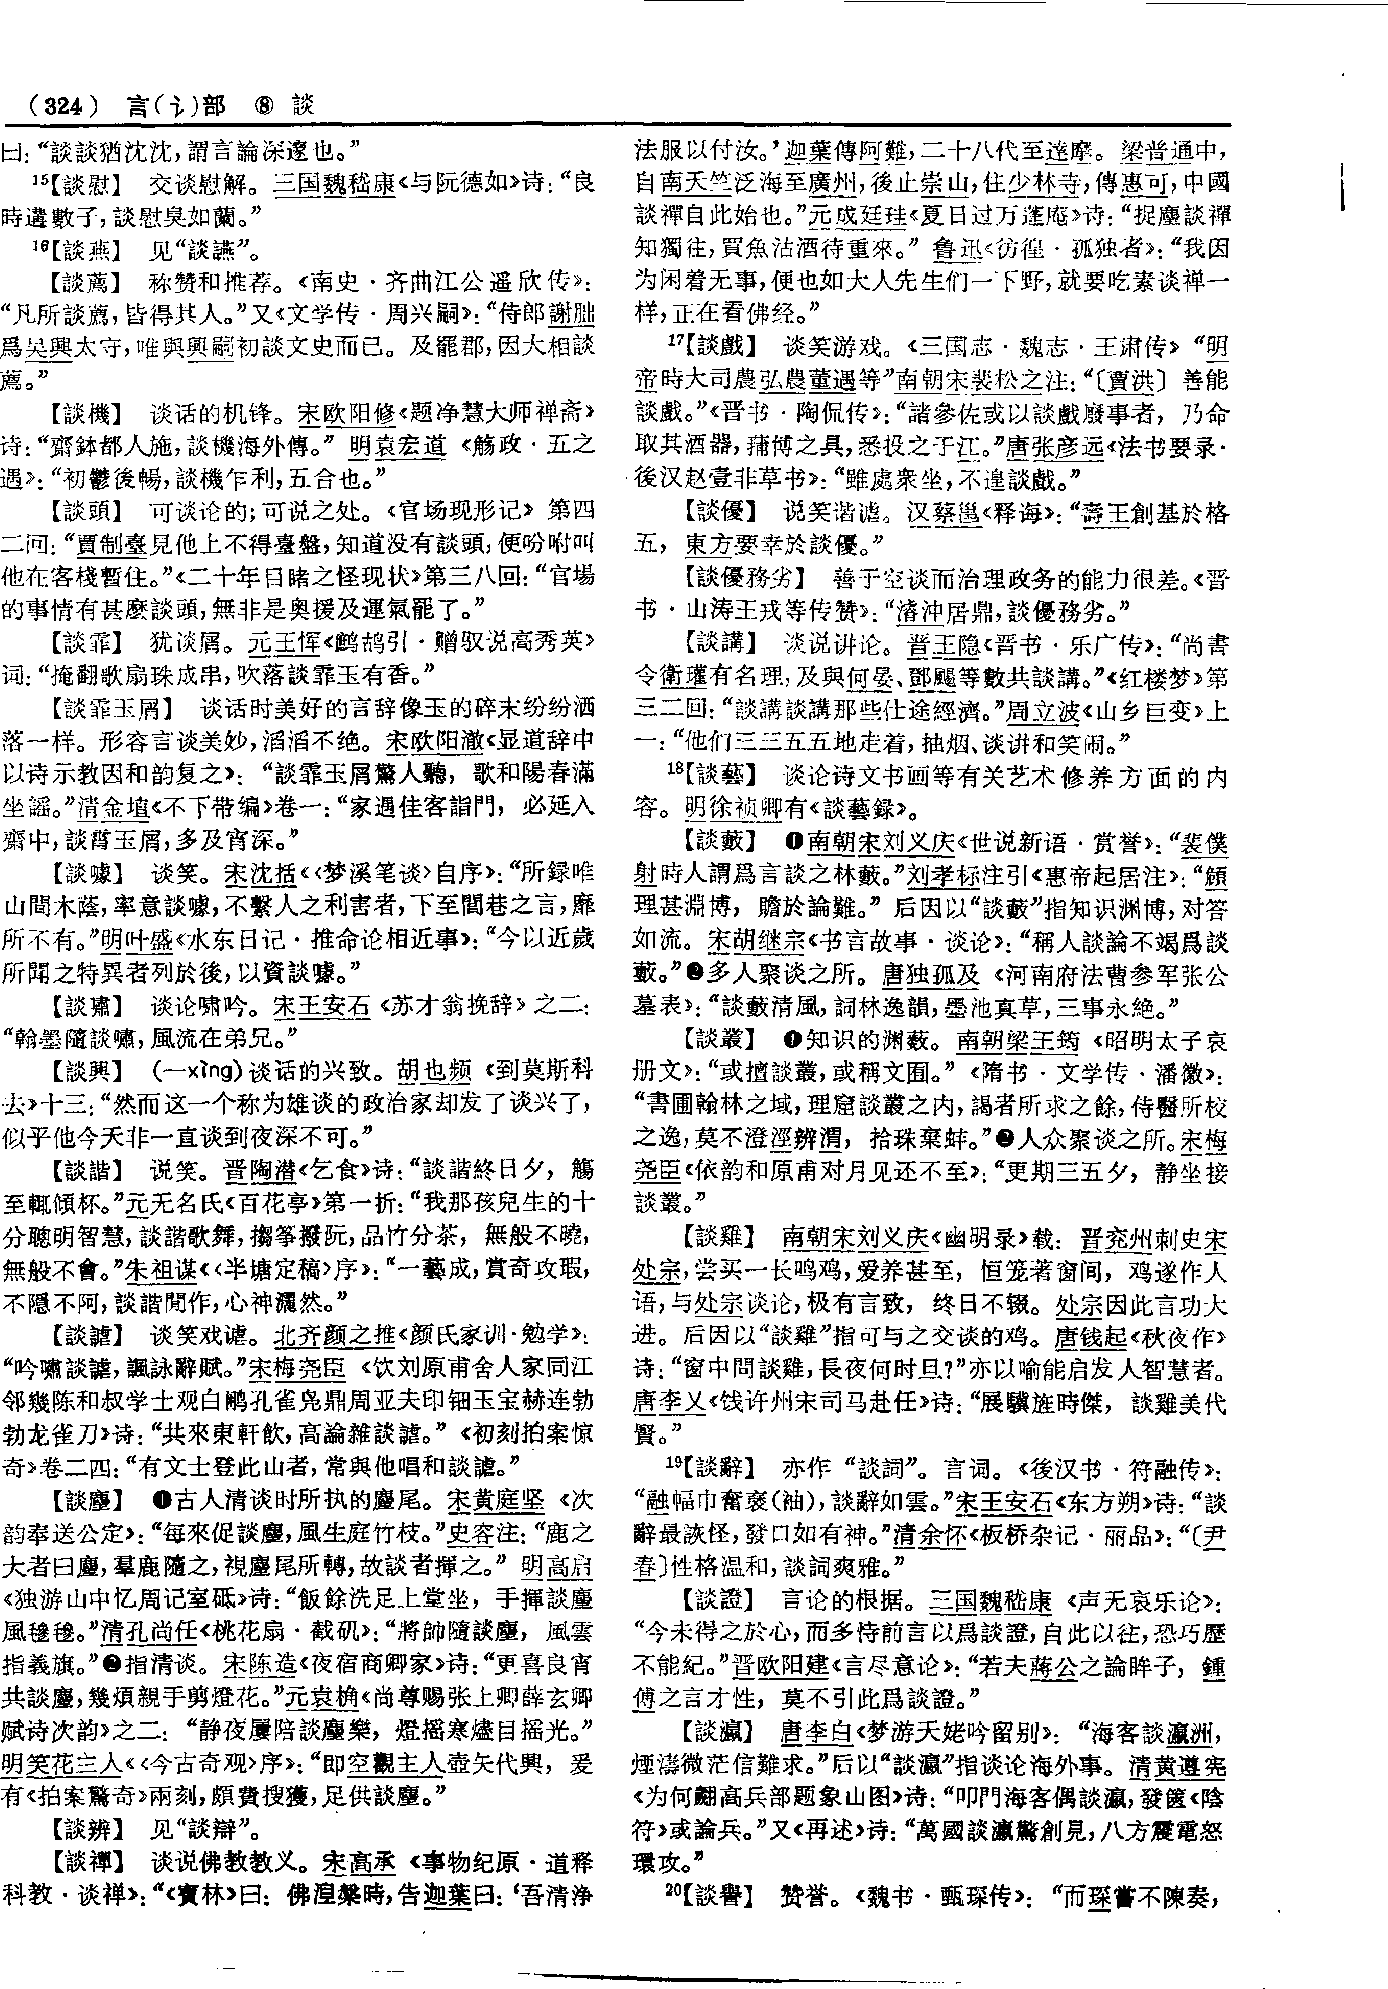 (324) 言(讠)部 ⑧ 談
曰：“談談猶沈沈，謂言論深邃也。”
15【談慰】 交谈慰解。三国魏嵇康《与阮德如》诗：“良
時遘數子，談慰臭如蘭。”
16【談燕】 见“談讌”。
【談薦】 称赞和推荐。《南史·齐曲江公遥欣传》：
“凡所談薦，皆得其人。”又《文学传·周兴嗣》：“侍郎謝朏
爲吴興太守，唯與興嗣初談文史而已。及罷郡，因大相談
薦。”
【談機】 谈话的机锋。宋欧阳修《题净慧大师禅斋》
诗：“齋鉢都人施，談機海外傳。” 明袁宏道《觞政·五之
遇》：“初鬱後暢，談機乍利，五合也。”
【談頭】 可谈论的；可说之处。《官场现形记》第四
二回：“賈制臺見他上不得臺盤，知道没有談頭，便吩咐叫
他在客棧暫住。”《二十年目睹之怪现状》第三八回：“官場
的事情有甚麽談頭，無非是奥援及運氣罷了。”
【談霏】 犹谈屑。元王恽《鹧鸪引·赠驭说高秀英》
词：“掩翻歌扇珠成串，吹落談霏玉有香。”
【談霏玉屑】 谈话时美好的言辞像玉的碎末纷纷洒
落一样。形容言谈美妙，滔滔不绝。宋欧阳澈《显道辞中
以诗示教因和韵复之》：“談霏玉屑驚人聽，歌和陽春滿
坐謡。”清金埴《不下带编》卷一：“家遇佳客詣門，必延入
齋中，談霏玉屑，多及宵深。”
【談噱】 谈笑。宋沈括《〈梦溪笔谈〉自序》：“所録唯
山間木蔭，率意談噱，不繫人之利害者，下至閭巷之言，靡
所不有。”明叶盛《水东日记·推命论相近事》：“今以近歲
所聞之特異者列於後，以資談噱。”
【談嘯】 谈论啸吟。宋王安石《苏才翁挽辞》之二：
“翰墨隨談嘯，風流在弟兄。”
【談興】 (—xìng)谈话的兴致。胡也频《到莫斯科
去》十三：“然而这一个称为雄谈的政治家却发了谈兴了，
似乎他今天非一直谈到夜深不可。”
【談諧】 说笑。晋陶潜《乞食》诗：“談諧終日夕，觴
至輒傾杯。”元无名氏《百花亭》第一折：“我那孩兒生的十
分聰明智慧，談諧歌舞，搊筝撥阮，品竹分茶，無般不曉，
無般不會。”朱祖谋《〈半塘定稿〉序》：“一藝成，賞奇攻瑕，
不隱不阿，談諧間作，心神灑然。”
【談謔】 谈笑戏谑。北齐颜之推《颜氏家训·勉学》：
“吟嘯談謔，諷詠辭賦。”宋梅尧臣《饮刘原甫舍人家同江
邻幾陈和叔学士观白鹇孔雀凫鼎周亚夫印钿玉宝赫连勃
勃龙雀刀》诗：“共來東軒飲，高論雜談謔。”《初刻拍案惊
奇》卷二四：“有文士登此山者，常與他唱和談謔。”
【談麈】 ❶古人清谈时所执的麈尾。宋黄庭坚《次
韵奉送公定》：“每來促談麈，風生庭竹枝。”史容注：“鹿之
大者曰麈，羣鹿隨之，視麈尾所轉，故談者揮之。” 明高启
《独游山中忆周记室砥》诗：“飯餘洗足上堂坐，手揮談麈
風毿毿。”清孔尚任《桃花扇·截矶》：“將帥隨談麈，風雲
指義旗。”❷指清谈。宋陈造《夜宿商卿家》诗：“更喜良宵
共談麈，幾煩親手剪燈花。”元袁桷《尚尊赐张上卿薛玄卿
赋诗次韵》之二：“静夜屢陪談麈樂，燈摇寒燼目摇光。”
明笑花主人《〈今古奇观〉序》：“即空觀主人壺矢代興，爰
有《拍案驚奇》兩刻，頗費搜獲，足供談麈。”
【談辨】 见“談辯”。
【談禪】 谈说佛教教义。宋高承《事物纪原·道释
科教·谈禅》：“《寳林》曰：佛涅槃時，告迦葉曰：‘吾清浄
法服以付汝。’迦葉傳阿難，二十八代至達摩。梁普通中，
自南天竺泛海至廣州，後止崇山，住少林寺，傳惠可，中國
談禪自此始也。”元成廷珪《夏日过万莲庵》诗：“捉麈談禪
知獨往，買魚沽酒待重來。” 鲁迅《彷徨·孤独者》：“我因
为闲着无事，便也如大人先生们一下野，就要吃素谈禅一
样，正在看佛经。”
17【談戲】 谈笑游戏。《三国志·魏志·王肃传》“明
帝時大司農弘農董遇等”南朝宋裴松之注：“〔賈洪〕善能
談戲。”《晋书·陶侃传》：“諸參佐或以談戲廢事者，乃命
取其酒器，蒱博之具，悉投之于江。”唐张彦远《法书要录·
後汉赵壹非草书》：“雖處衆坐，不遑談戲。”
【談優】 说笑谐谑。汉蔡邕《释诲》：“壽王創基於格
五，東方要幸於談優。”
【談優務劣】 善于空谈而治理政务的能力很差。《晋
书·山涛王戎等传赞》：“濬沖居鼎，談優務劣。”
【談講】 谈说讲论。晋王隐《晋书·乐广传》：“尚書
令衛瓘有名理，及與何晏、鄧颺等數共談講。”《红楼梦》第
三二回：“談講談講那些仕途經濟。”周立波《山乡巨变》上
一：“他们三三五五地走着，抽烟、谈讲和笑闹。”
18【談藝】 谈论诗文书画等有关艺术修养方面的内
容。明徐祯卿有《談藝録》。
【談藪】 ❶南朝宋刘义庆《世说新语·赏誉》：“裴僕
射時人謂爲言談之林藪。”刘孝标注引《惠帝起居注》：“頠
理甚淵博，贍於論難。” 后因以“談藪”指知识渊博，对答
如流。宋胡继宗《书言故事·谈论》：“稱人談論不竭爲談
藪。”❷多人聚谈之所。唐独孤及《河南府法曹参军张公
墓表》：“談藪清風，詞林逸韻，墨池真草，三事永絶。”
【談叢】 ❶知识的渊薮。南朝梁王筠《昭明太子哀
册文》：“或擅談叢，或稱文囿。”《隋书·文学传·潘徽》：
“書圃翰林之域，理窟談叢之内，謁者所求之餘，侍醫所校
之逸，莫不澄涇辨渭，拾珠棄蚌。”❷人众聚谈之所。宋梅
尧臣《依韵和原甫对月见还不至》：“更期三五夕，静坐接
談叢。”
【談雞】 南朝宋刘义庆《幽明录》载：晋兖州刺史宋
处宗，尝买一长鸣鸡，爱养甚至，恒笼著窗间，鸡遂作人
语，与处宗谈论，极有言致，终日不辍。处宗因此言功大
进。后因以“談雞”指可与之交谈的鸡。唐钱起《秋夜作》
诗：“窗中問談雞，長夜何时旦？”亦以喻能启发人智慧者。
唐李乂《饯许州宋司马赴任》诗：“展驥旌時傑，談雞美代
賢。”
19【談辭】 亦作“談詞”。言词。《後汉书·符融传》：
“融幅巾奮褎(袖)，談辭如雲。”宋王安石《东方朔》诗：“談
辭最詼怪，發口如有神。”清余怀《板桥杂记·丽品》：“〔尹
春〕性格温和，談詞爽雅。”
【談證】 言论的根据。三国魏嵇康《声无哀乐论》：
“今未得之於心，而多恃前言以爲談證，自此以往，恐巧歷
不能紀。”晋欧阳建《言尽意论》：“若夫蔣公之論眸子，鍾
傅之言才性，莫不引此爲談證。”
【談瀛】 唐李白《梦游天姥吟留别》：“海客談瀛洲，
煙濤微茫信難求。”后以“談瀛”指谈论海外事。清黄遵宪
《为何翽高兵部题象山图》诗：“叩門海客偶談瀛，發篋《陰
符》或論兵。”又《再述》诗：“萬國談瀛驚創見，八方震電怒
環攻。”
20【談譽】 赞誉。《魏书·甄琛传》：“而琛嘗不陳奏，